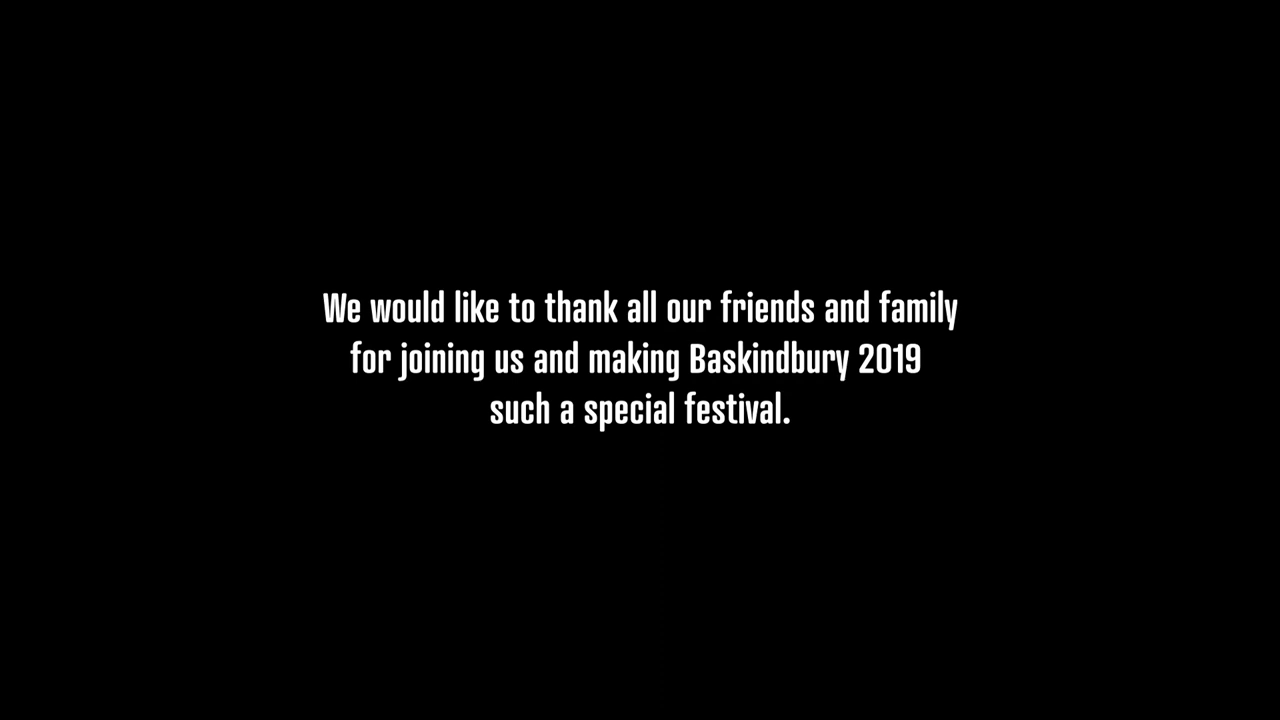 We would like to thank all our friends and family
for joining us and making Baskindbury 2019
such a special festival.